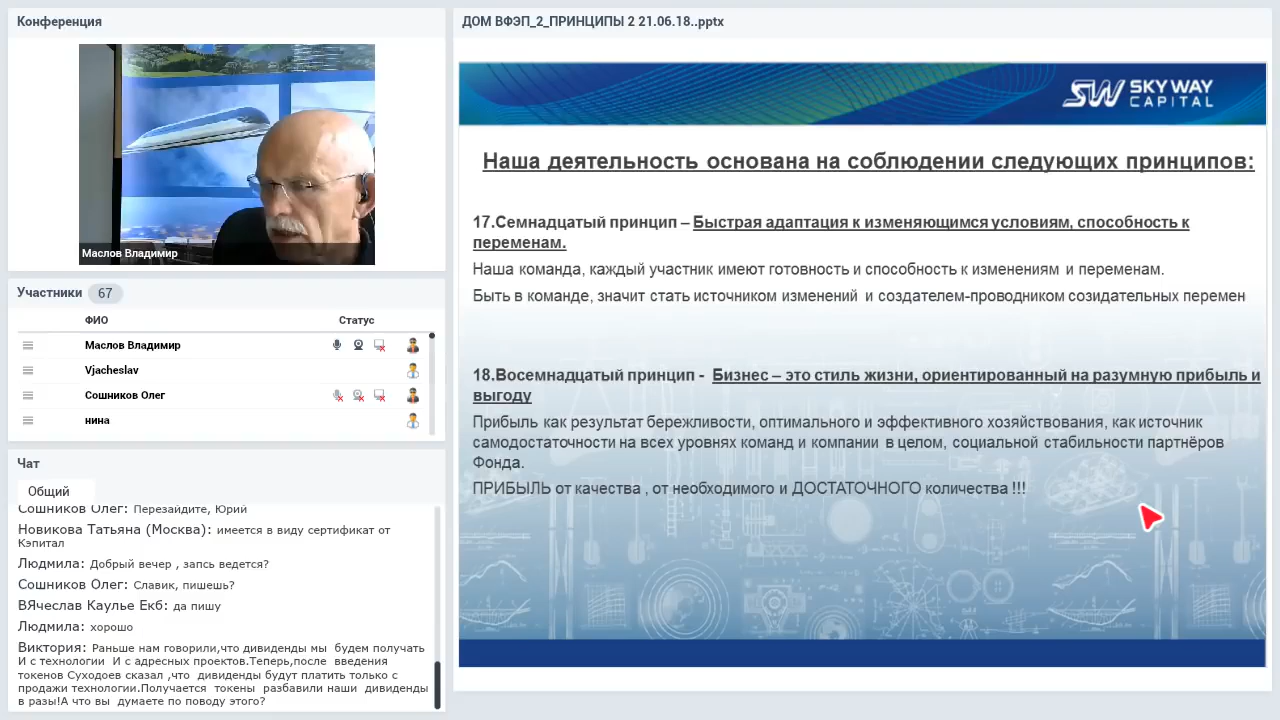 Конференция
Маслов Владимир
Участники 67
ФИО Статус
Маслов Владимир
Vjacheslav
Сошников Олег
нина
Чат
Общий
Сошников Олег: Перезайдите, Юрий
Новикова Татьяна (Москва): имеется в виду сертификат от
Кэпитал
Людмила: Добрый вечер , запсь ведется?
Сошников Олег: Славик, пишешь?
ВЯчеслав Каулье Екб: да пишу
Людмила: хорошо
Виктория: Раньше нам говорили,что дивиденды мы будем получать
И с технологии И с адресных проектов.Теперь,после введения
токенов Суходоев сказал ,что дивиденды будут платить только с
продажи технологии.Получается токены разбавили наши дивиденды
в разы!А что вы думаете по поводу этого?
ДОМ ВФЭП_2_ПРИНЦИПЫ 2 21.06.18..pptx
SW SKY WAY
CAPITAL
Наша деятельность основана на соблюдении следующих принципов:
17.Семнадцатый принцип – Быстрая адаптация к изменяющимся условиям, способность к
переменам.
Наша команда, каждый участник имеют готовность и способность к изменениям и переменам.
Быть в команде, значит стать источником изменений и создателем-проводником созидательных перемен
18.Восемнадцатый принцип - Бизнес – это стиль жизни, ориентированный на разумную прибыль и
выгоду
Прибыль как результат бережливости, оптимального и эффективного хозяйствования, как источник
самодостаточности на всех уровнях команд и компании в целом, социальной стабильности партнёров
Фонда.
ПРИБЫЛЬ от качества , от необходимого и ДОСТАТОЧНОГО количества !!!